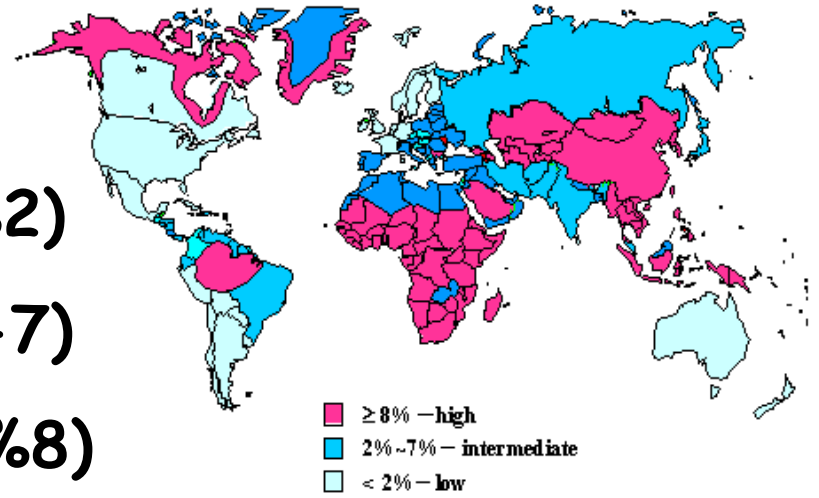 2)
7)
%8)
≥8% —high
2%~7%— intermediate
< 2%— low